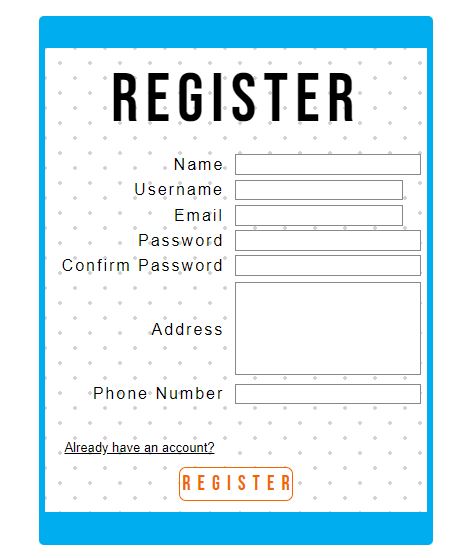 REGISTER
Name
Username
Email
Password
Confirm Password
Address
Phone Number
Already have an account?
REGISTER